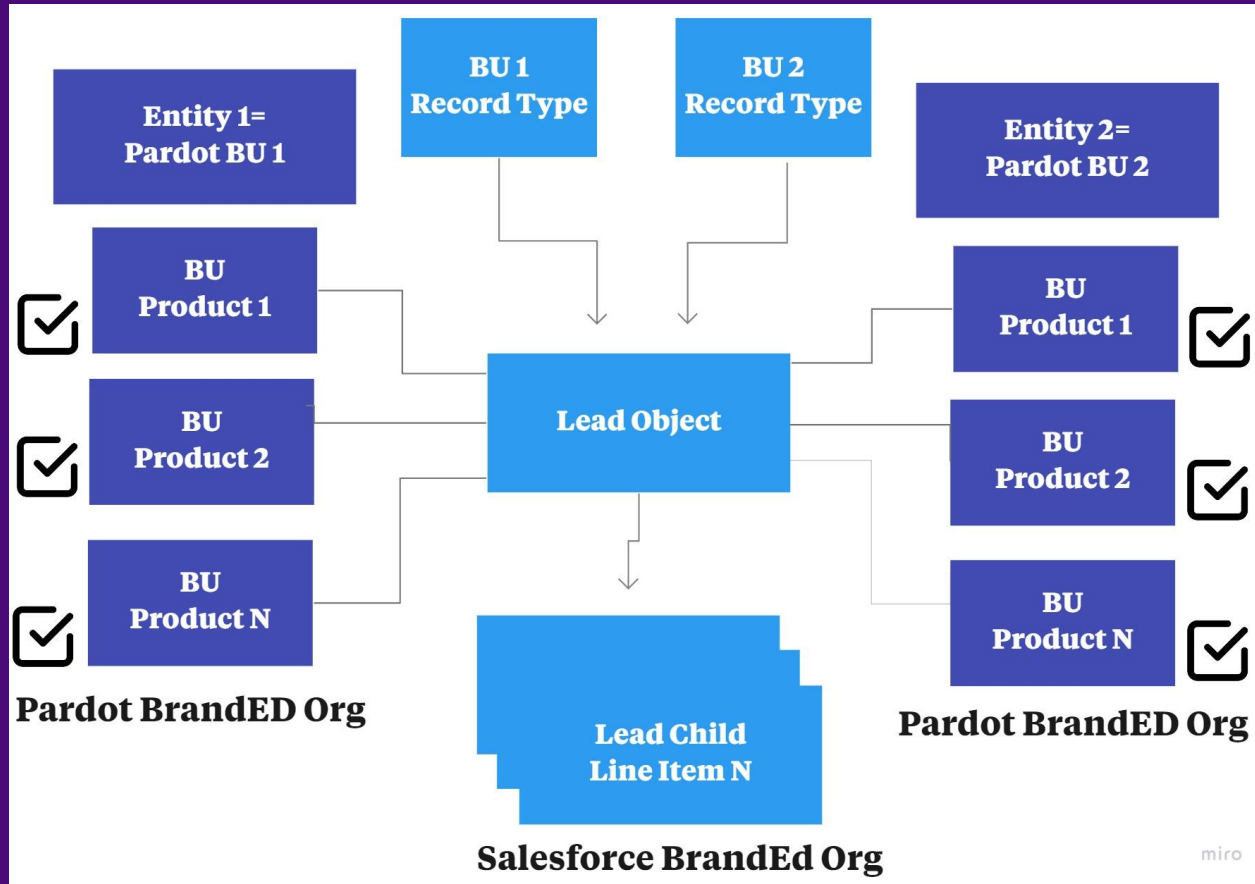 BU 1
Record Type
BU 2
Record Type
Entity 1=
Pardot BU 1
Entity 2=
Pardot BU 2
BU
Product 1
BU
Product 2
BU
Product N
Pardot BrandED Org
Lead Object
Lead Child
Line Item N
Salesforce BrandEd Org
BU
Product 1
BU
Product 2
BU
Product N
Pardot BrandED Org
miro